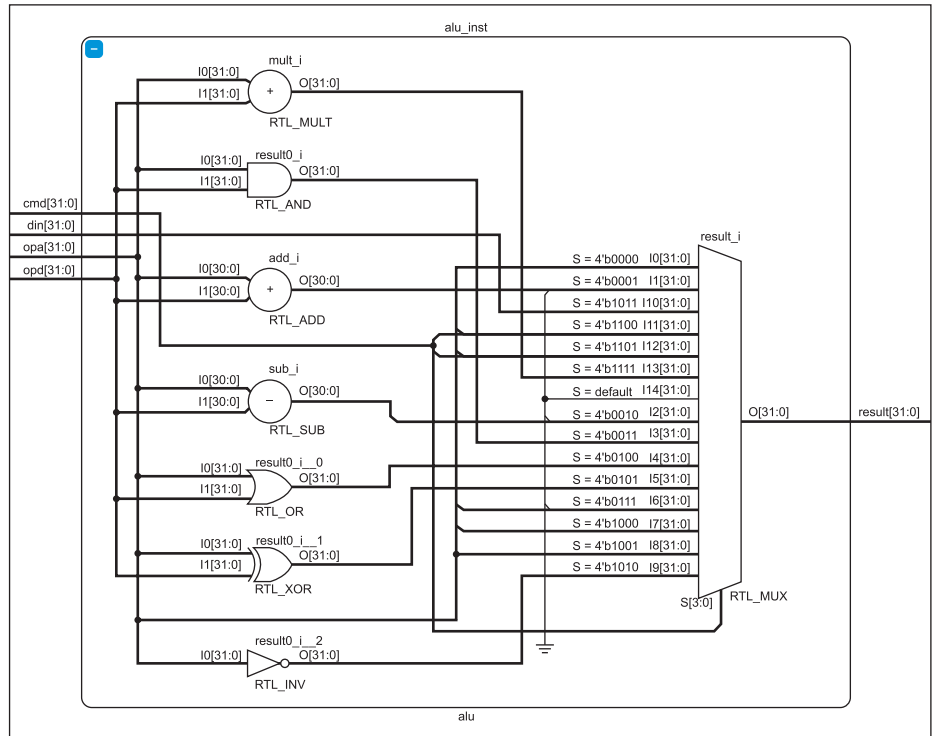 alu_inst
mult_i
I0[31:0]
I1[31:0]
+
O[31:0]
RTL_MULT
result0_i
I0[31:0]
I1[31:0]
O[31:0]
RTL_AND
cmd[31:0]
din[31:0]
opa[31:0]
opd[31:0]
add_i
I0[30:0]
I1[30:0]
+
O[30:0]
RTL_ADD
sub_i
I0[30:0]
I1[30:0]
−
O[30:0]
RTL_SUB
result0_i__0
I0[31:0]
I1[31:0]
O[31:0]
RTL_OR
result0_i__1
I0[31:0]
I1[31:0]
O[31:0]
RTL_XOR
result0_i__2
I0[31:0]
O[31:0]
RTL_INV
result_i
S = 4'b0000 I0[31:0]
S = 4'b0001 I1[31:0]
S = 4'b1011 I10[31:0]
S = 4'b1100 I11[31:0]
S = 4'b1101 I12[31:0]
S = 4'b1111 I13[31:0]
S = default I14[31:0]
S = 4'b0010 I2[31:0]
S = 4'b0011 I3[31:0]
S = 4'b0100 I4[31:0]
S = 4'b0101 I5[31:0]
S = 4'b0111 I6[31:0]
S = 4'b1000 I7[31:0]
S = 4'b1001 I8[31:0]
S = 4'b1010 I9[31:0]
S[3:0]
RTL_MUX
O[31:0]
result[31:0]
alu